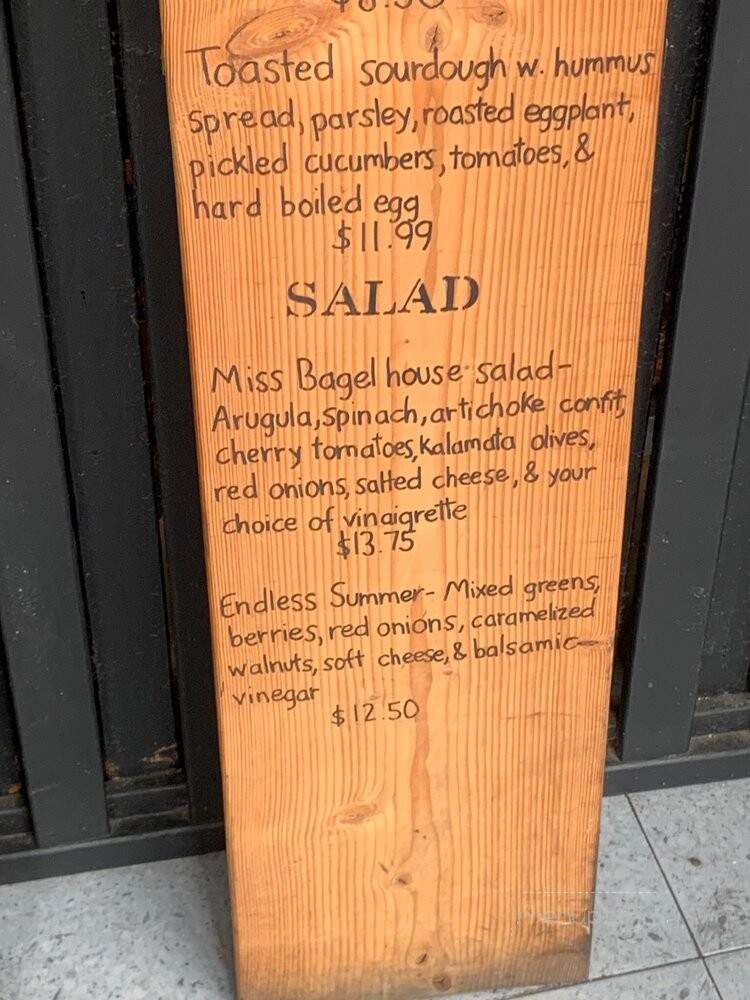 Toasted sourdough w. hummus
spread, parsley, roasted eggplant,
pickled cucumbers, tomatoes, &
hard boiled egg
$11.99
SALAD
Miss Bagel house salad-
Arugula, spinach, artichoke confit,
cherry tomatoes, Kalamata olives,
red onions, salted cheese, & your
choice of vinaigrette
$13.75
Endless Summer- Mixed greens,
berries, red onions, caramelized
walnuts, soft cheese, & balsamic
vinegar
$12.50